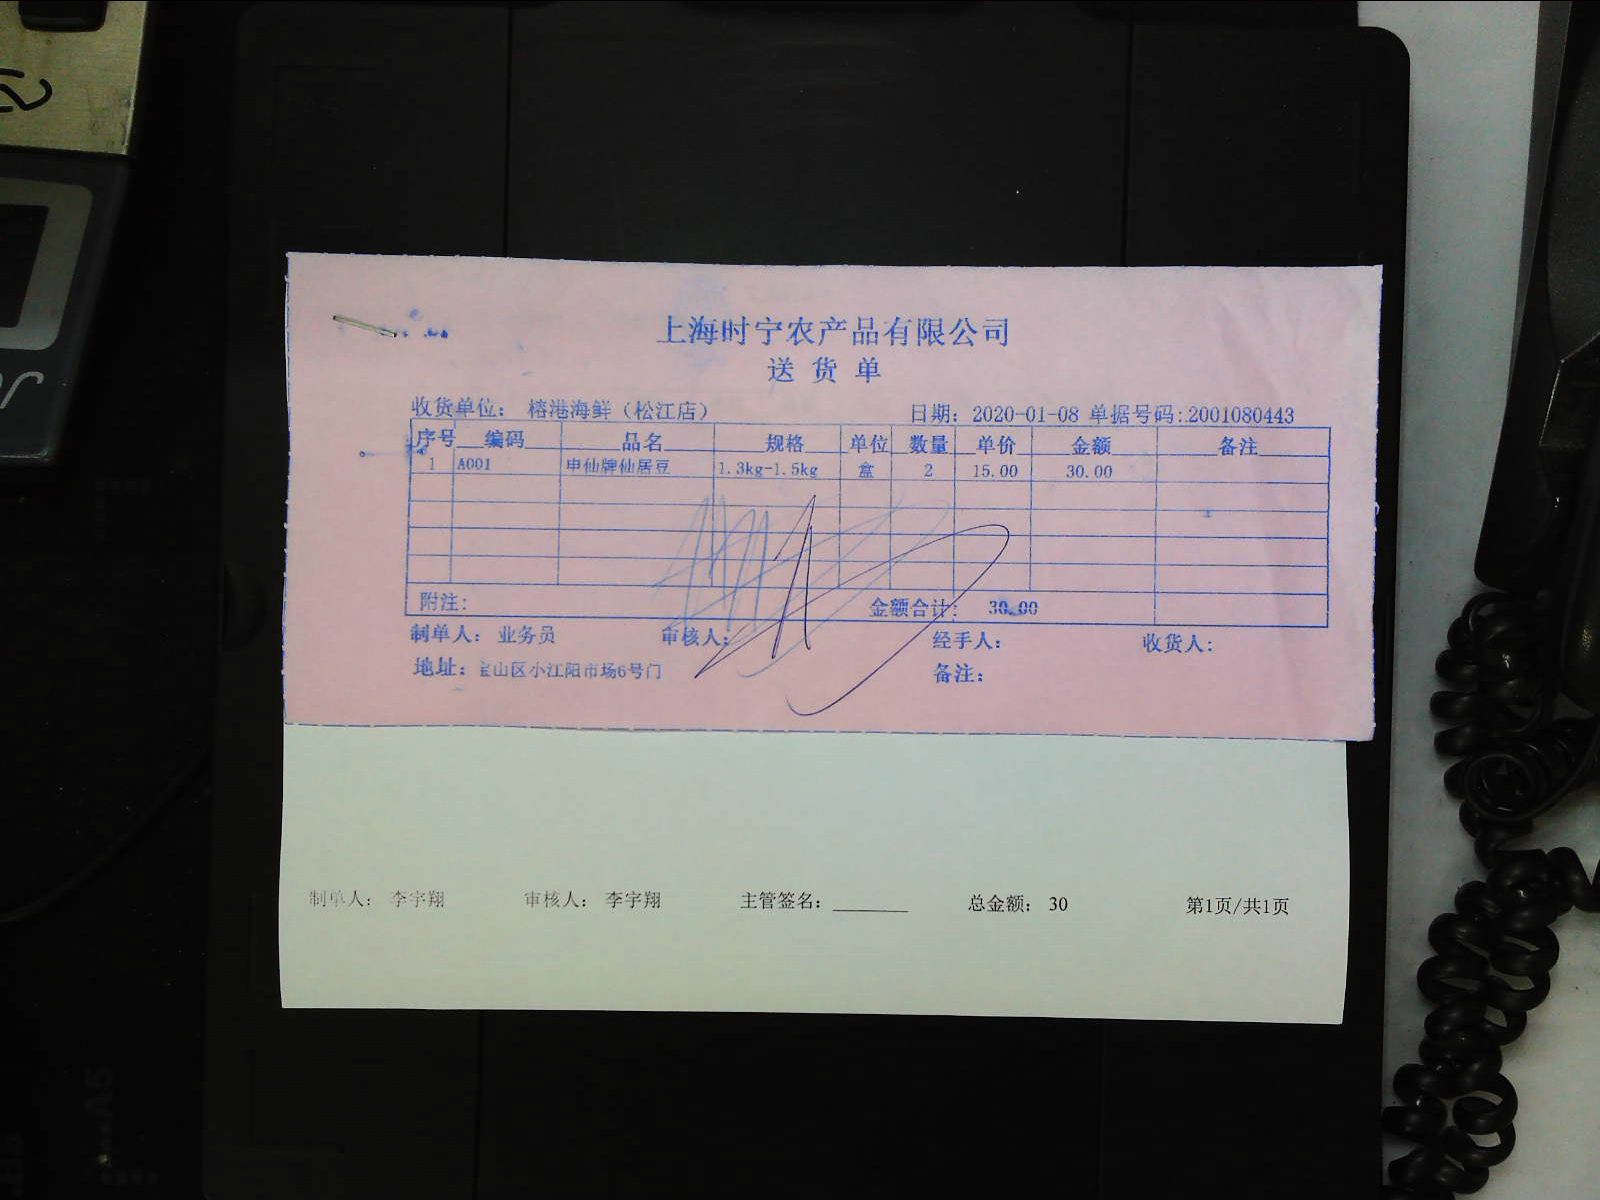 上海时宁农产品有限公司
送货单
收货单位： 榕港海鲜（松江店） 日期： 2020-01-08 单据号码:.2001080443
序号 编码 品名 规格 单位 数量 单价 金额 备注
1 A001 申仙牌仙居豆 1.3kg-1.5kg 盒 2 15.00 30.00
附注： 金额合计： 30.00
制单人： 业务员 审核人： 经手人： 收货人：
地址： 宝山区小江阳市场6号门 备注：
制单人： 李宇翔 审核人： 李宇翔 主管签名：______ 总金额： 30 第1页/共1页